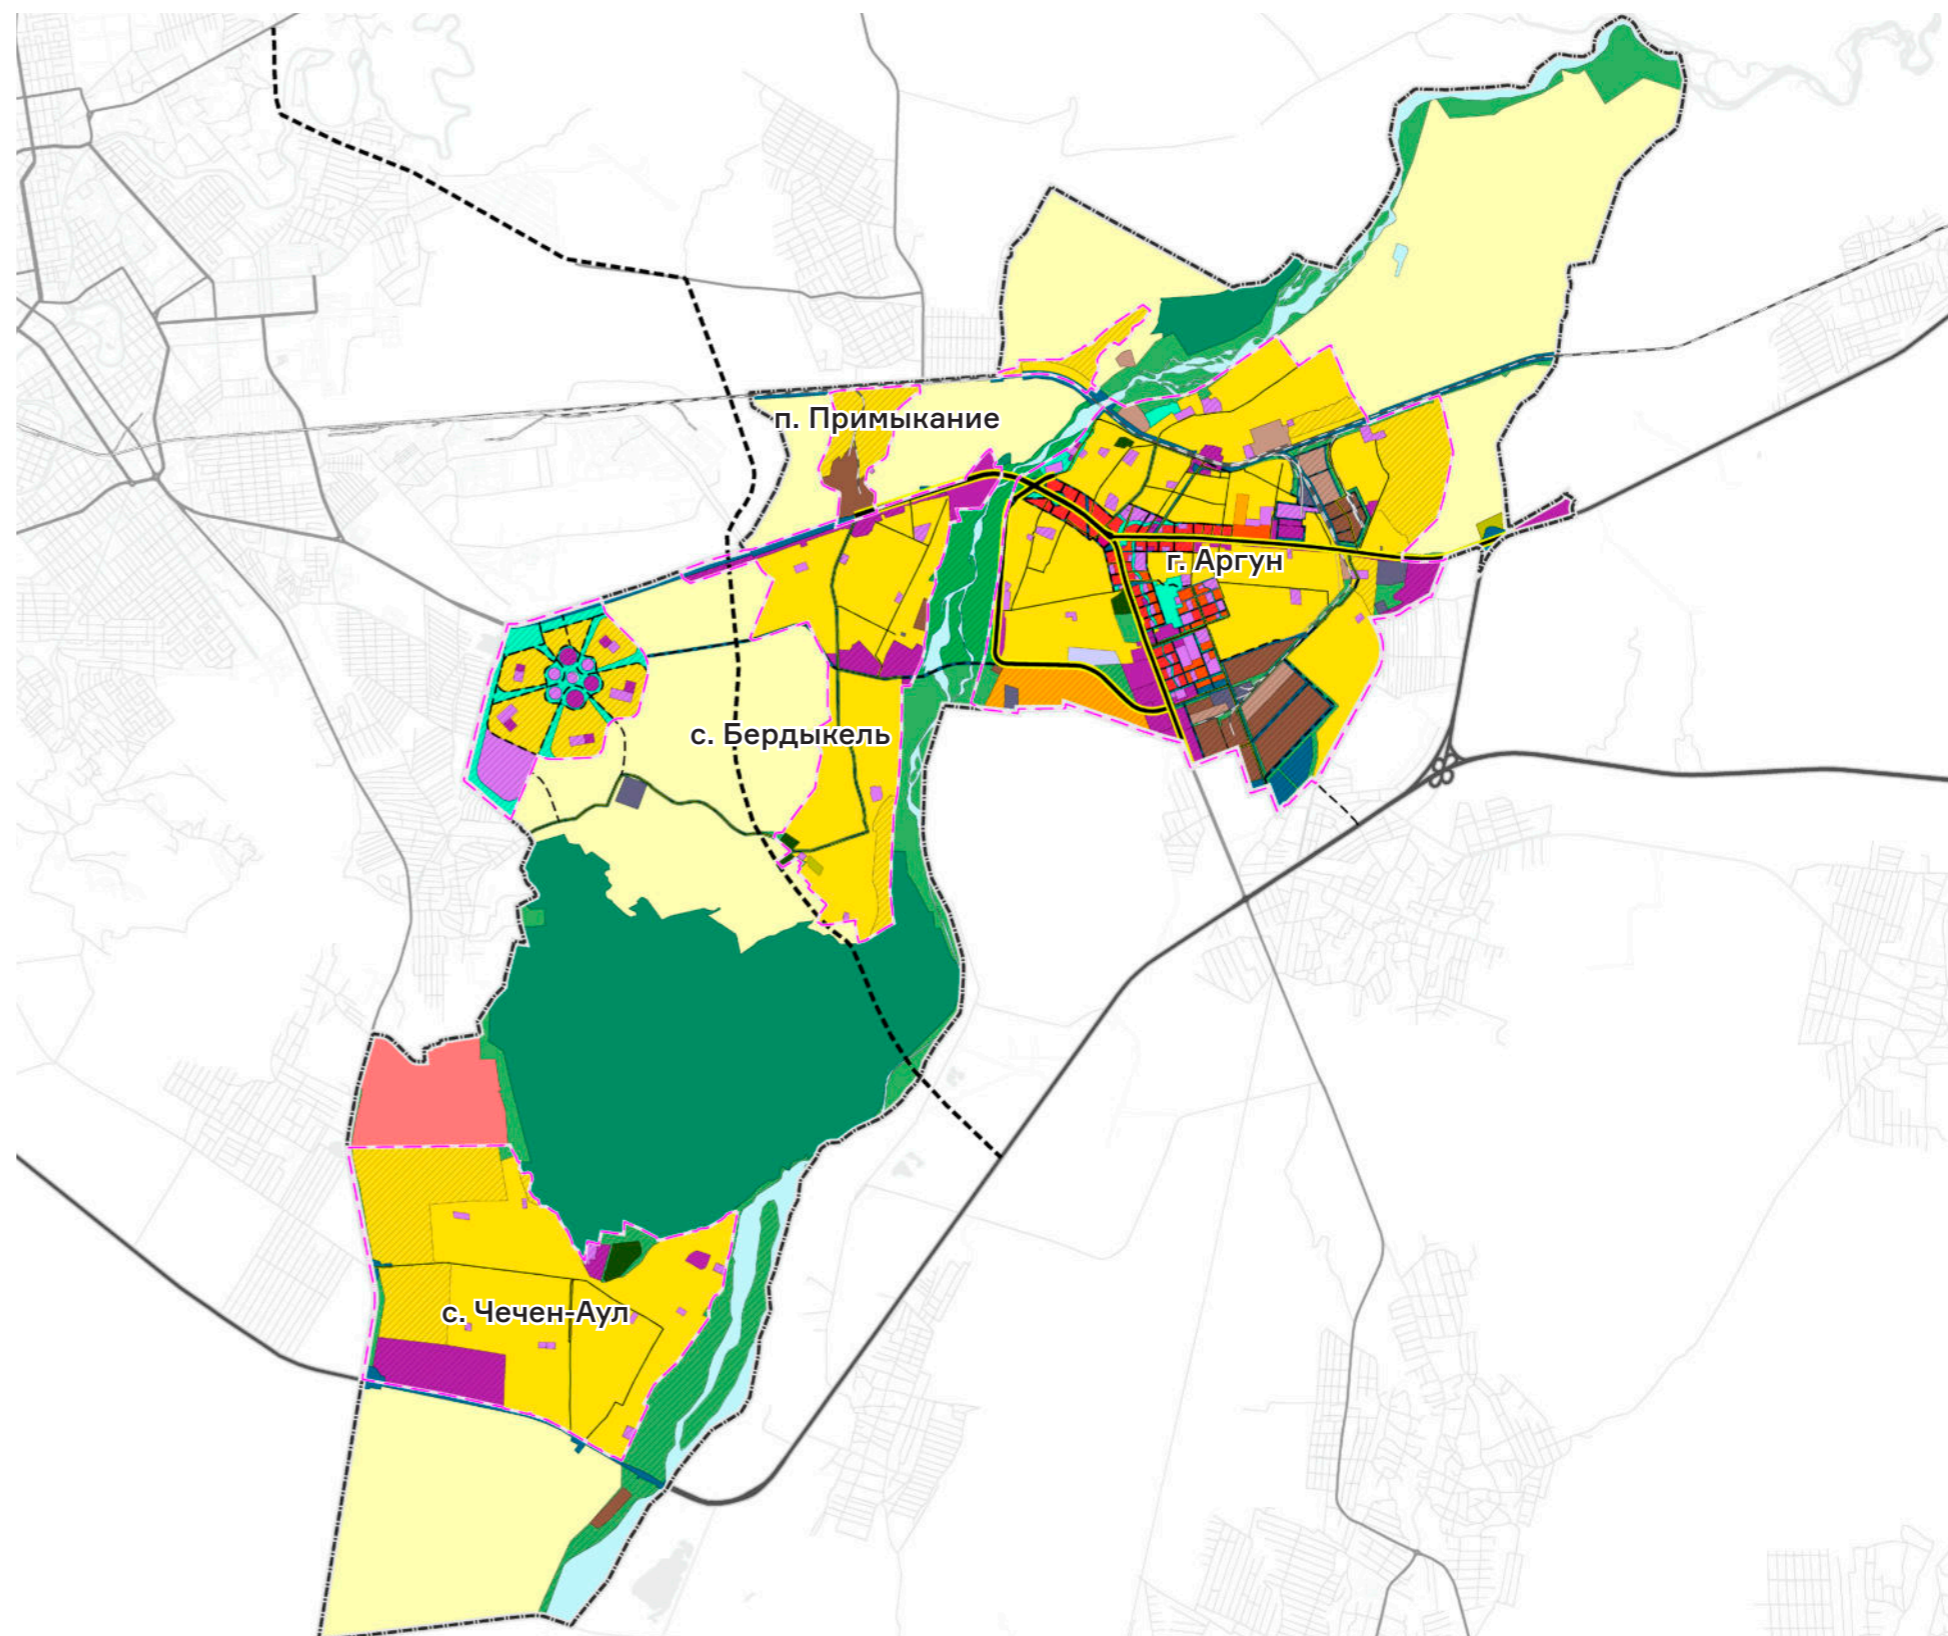 п. Примыкание
г. Аргун
с. Бердыкель
с. Чечен-Аул